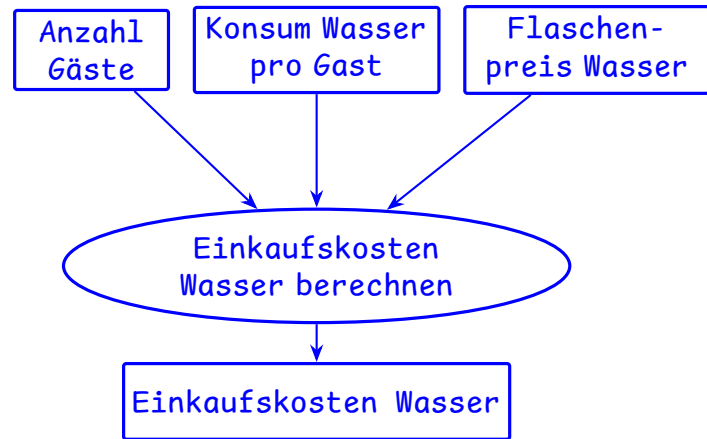 Anzahl
Gäste
Konsum Wasser
pro Gast
Flaschen-
preis Wasser
Einkaufskosten
Wasser berechnen
Einkaufskosten Wasser